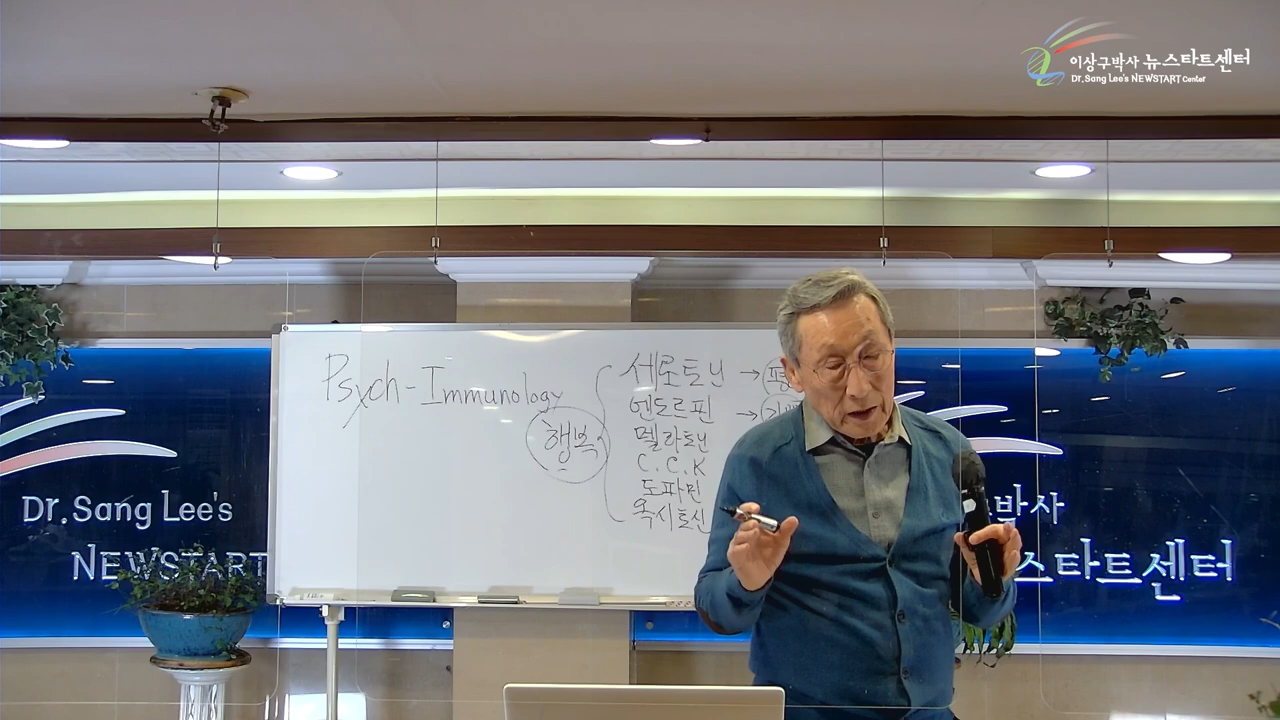 이상구박사 뉴스타트센터
Dr. Sang Lee's NEWSTART Center
Psych-Immunology
행복
세로토닌 →
엔도르핀 →
멜라토닌
C.C.K
도파민
옥시토신
Dr. Sang Lee's
NEWSTART
박사
스타트센터